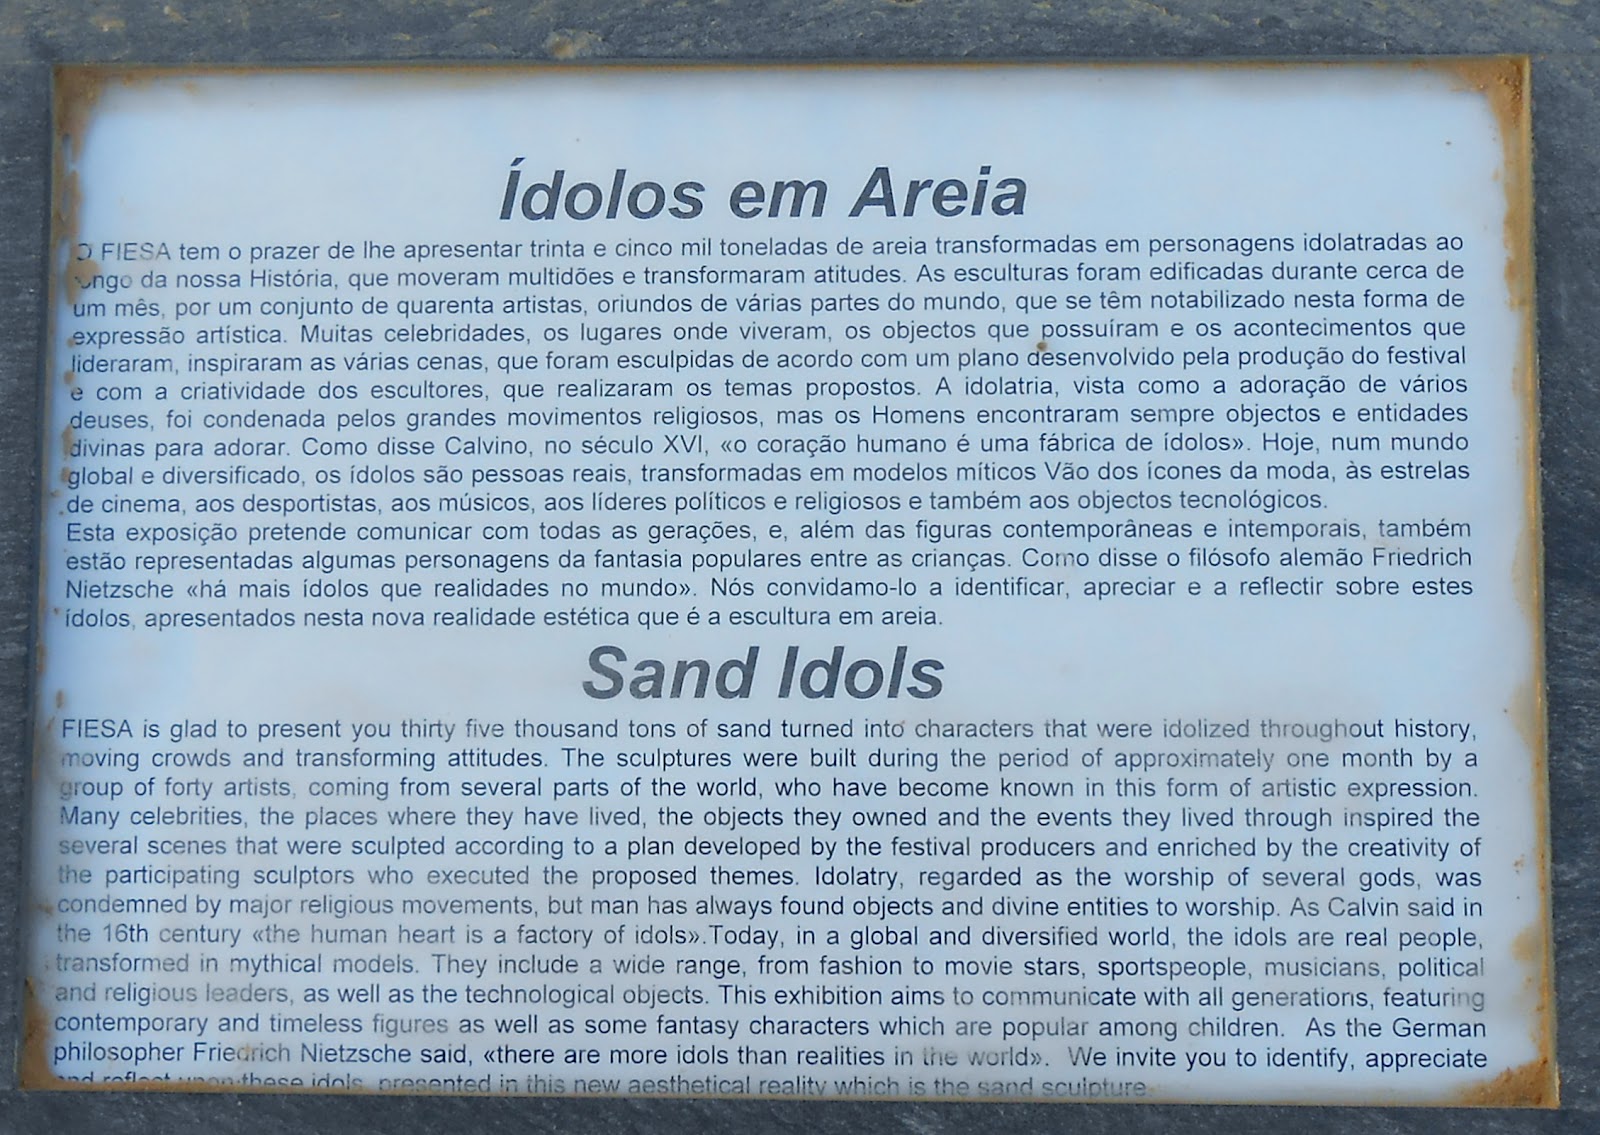 Ídolos em Areia
O FIESA tem o prazer de lhe apresentar trinta e cinco mil toneladas de areia transformadas em personagens idolatradas ao
longo da nossa História, que moveram multidões e transformaram atitudes. As esculturas foram edificadas durante cerca de
um mês, por um conjunto de quarenta artistas, oriundos de várias partes do mundo, que se têm notabilizado nesta forma de
expressão artística. Muitas celebridades, os lugares onde viveram, os objectos que possuíram e os acontecimentos que
lideraram, inspiraram as várias cenas, que foram esculpidas de acordo com um plano desenvolvido pela produção do festival
e com a criatividade dos escultores, que realizaram os temas propostos. A idolatria, vista como a adoração de vários
deuses, foi condenada pelos grandes movimentos religiosos, mas os Homens encontraram sempre objectos e entidades
divinas para adorar. Como disse Calvino, no século XVI, «o coração humano é uma fábrica de ídolos». Hoje, num mundo
global e diversificado, os ídolos são pessoas reais, transformadas em modelos míticos Vão dos ícones da moda, às estrelas
de cinema, aos desportistas, aos músicos, aos líderes políticos e religiosos e também aos objectos tecnológicos.
Esta exposição pretende comunicar com todas as gerações, e, além das figuras contemporâneas e intemporais, também
estão representadas algumas personagens da fantasia populares entre as crianças. Como disse o filósofo alemão Friedrich
Nietzsche «há mais ídolos que realidades no mundo». Nós convidamo-lo a identificar, apreciar e a reflectir sobre estes
ídolos, apresentados nesta nova realidade estética que é a escultura em areia.
Sand Idols
FIESA is glad to present you thirty five thousand tons of sand turned into characters that were idolized throughout history,
moving crowds and transforming attitudes. The sculptures were built during the period of approximately one month by a
group of forty artists, coming from several parts of the world, who have become known in this form of artistic expression.
Many celebrities, the places where they have lived, the objects they owned and the events they lived through inspired the
several scenes that were sculpted according to a plan developed by the festival producers and enriched by the creativity of
the participating sculptors who executed the proposed themes. Idolatry, regarded as the worship of several gods, was
condemned by major religious movements, but man has always found objects and divine entities to worship. As Calvin said in
the 16th century «the human heart is a factory of idols».Today, in a global and diversified world, the idols are real people,
transformed in mythical models. They include a wide range, from fashion to movie stars, sportspeople, musicians, political
and religious leaders, as well as the technological objects. This exhibition aims to communicate with all generations, featuring
contemporary and timeless figures as well as some fantasy characters which are popular among children. As the German
philosopher Friedrich Nietzsche said, «there are more idols than realities in the world». We invite you to identify, appreciate
and reflect upon these idols, presented in this new aesthetical reality which is the sand sculpture.